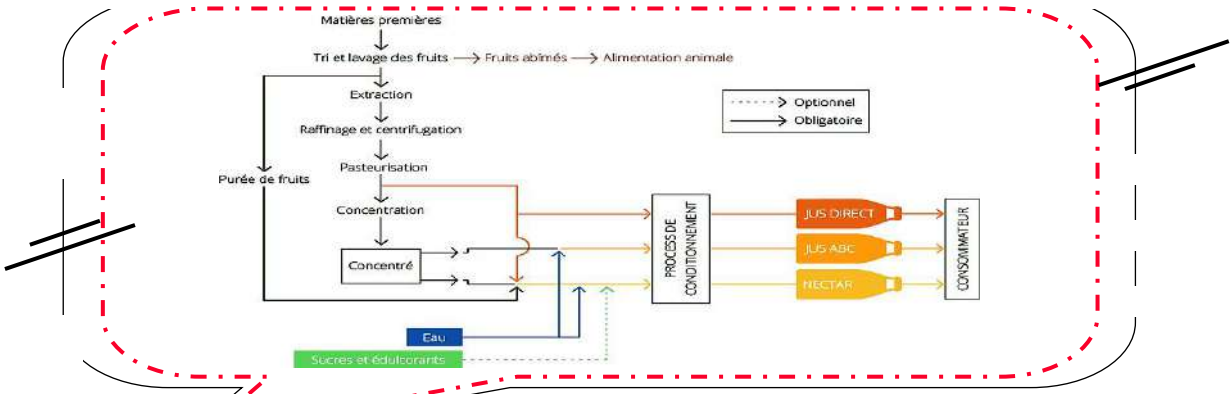 Matières premières
Tri et lavage des fruits
Fruits abîmés
Alimentation animale
Extraction
Optionnel
Obligatoire
Raffinage et centrifugation
Pasteurisation
Purée de fruits
Concentration
Concentré
PROCESS DE
CONDITIONNEMENT
JUS DIRECT
JUS ABC
NECTAR
CONSOMMATEUR
Eau
Sucres et édulcorants